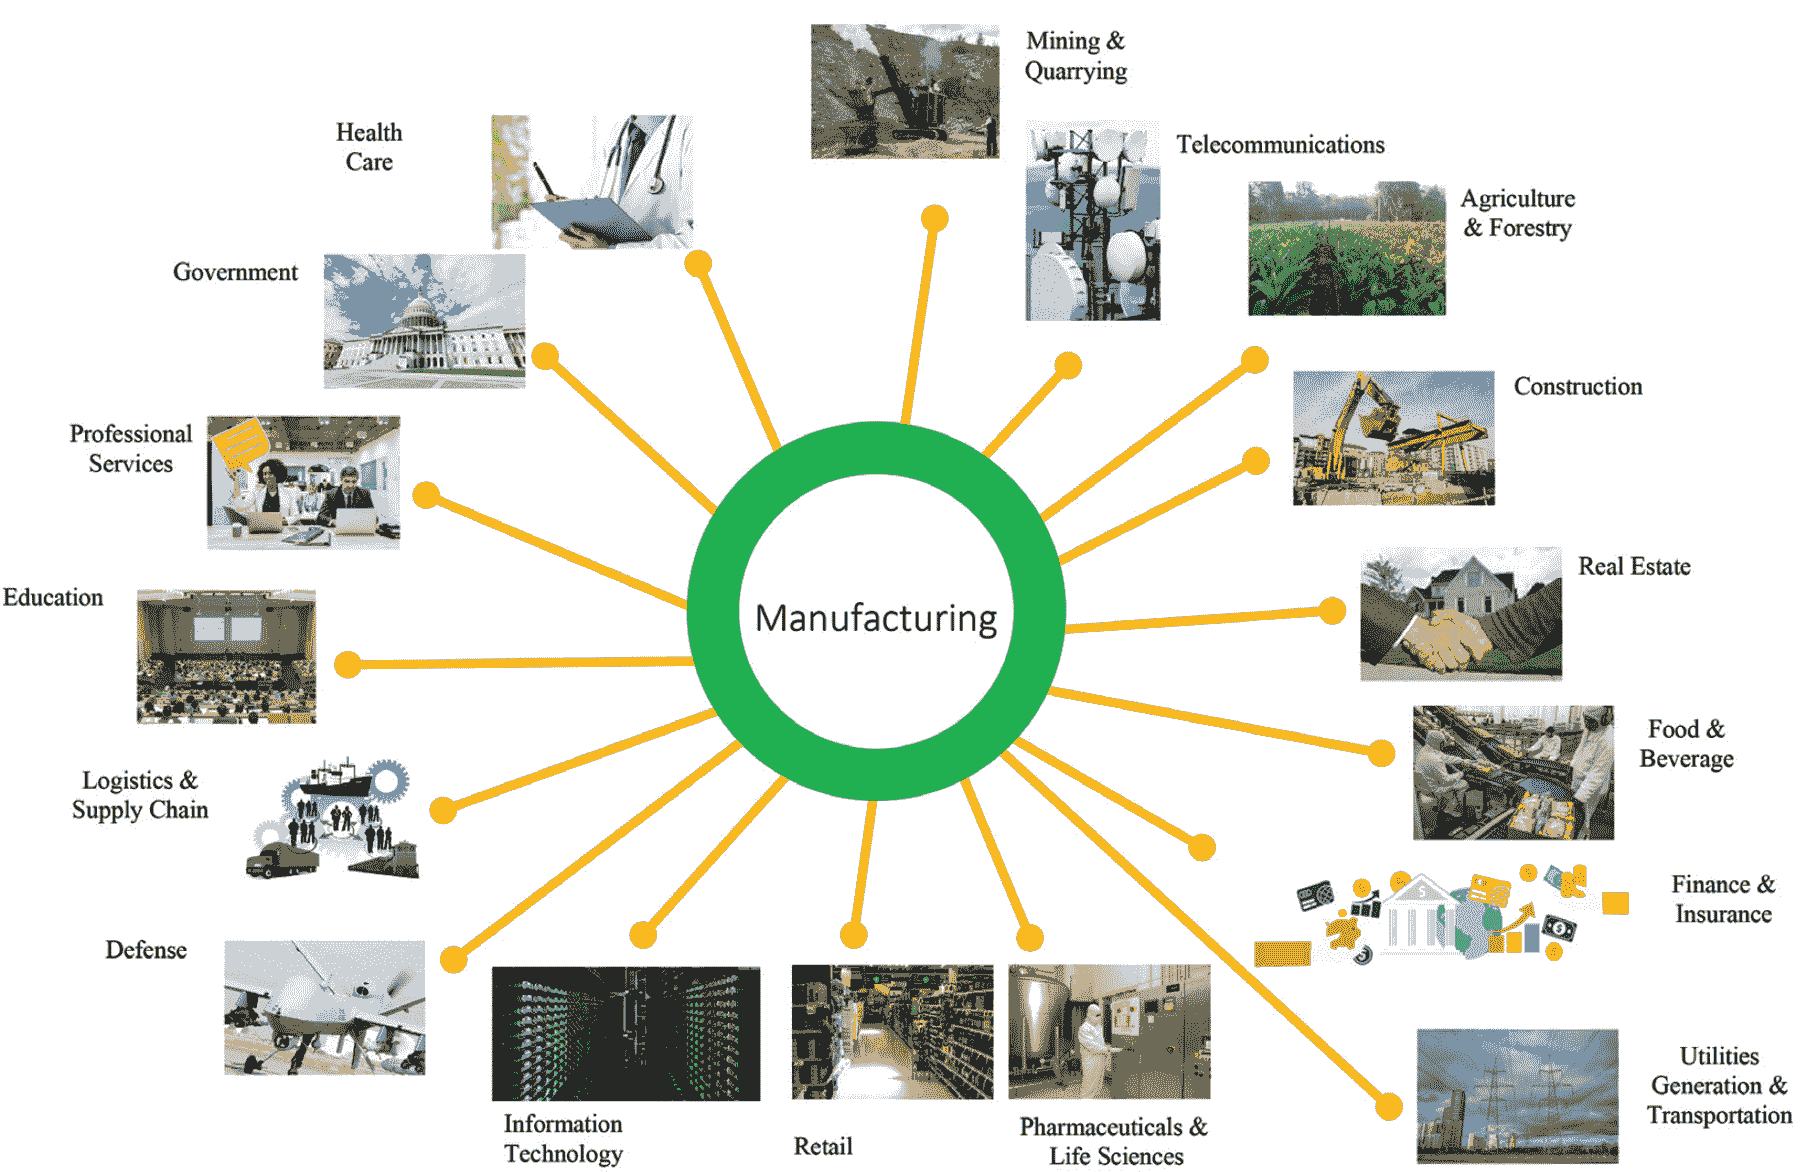 Mining &
Quarrying
Health
Care
Telecommunications
Agriculture
& Forestry
Government
Construction
Professional
Services
Real Estate
Education
Manufacturing
Food &
Beverage
Logistics &
Supply Chain
Finance &
Insurance
Defense
Utilities
Generation &
Transportation
Information
Technology
Retail
Pharmaceuticals &
Life Sciences